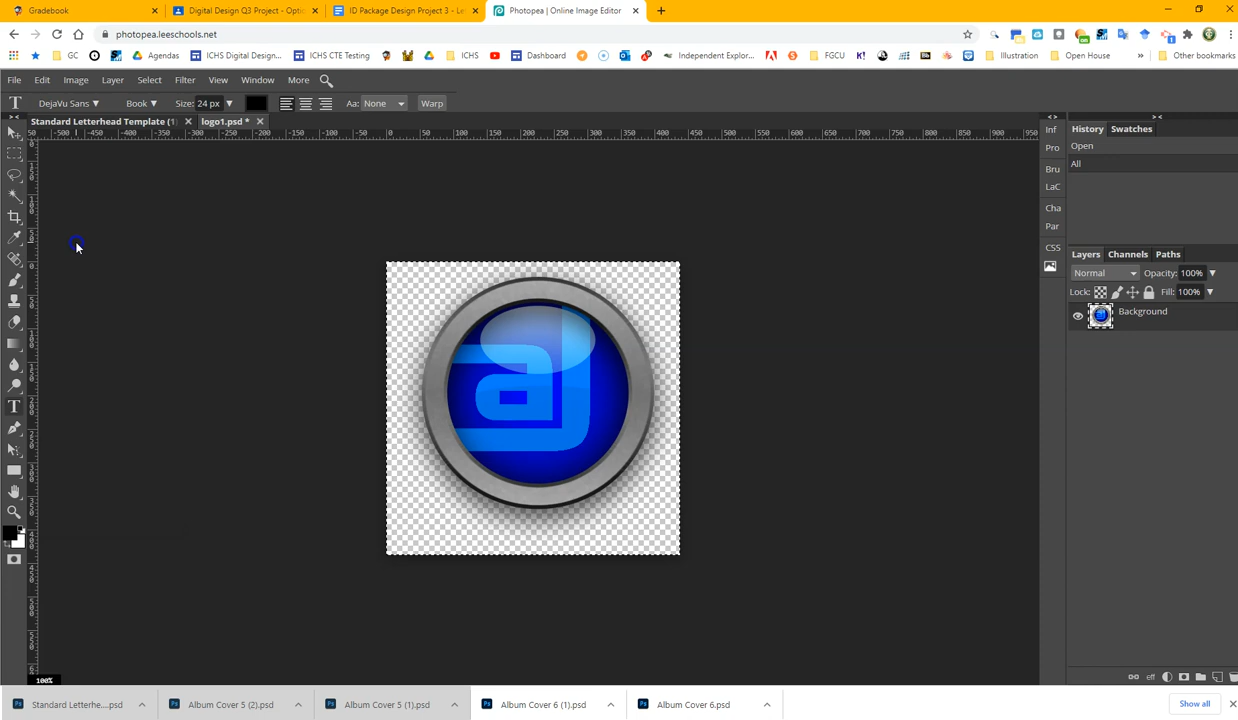 Gradebook
Digital Design Q3 Project - Optio
ID Package Design Project 3 - Le
Photopea | Online Image Editor
photopea.leeschools.net
GC
Agendas
ICHS Digital Design...
ICHS CTE Testing
ICHS
Dashboard
Independent Explor...
FGCU
Illustration
Open House
Other bookmarks
File Edit Image Layer Select Filter View Window More
DejaVu Sans Book Size: 24 px Aa: None Warp
Standard Letterhead Template (1) logo1.psd *
Inf
Pro
Bru
LaC
Cha
Par
CSS
History Swatches
Open
All
Layers Channels Paths
Normal Opacity: 100%
Lock: Fill: 100%
Background
100%
Standard Letterhe....psd
Album Cover 5 (2).psd
Album Cover 5 (1).psd
Album Cover 6 (1).psd
Album Cover 6.psd
Show all